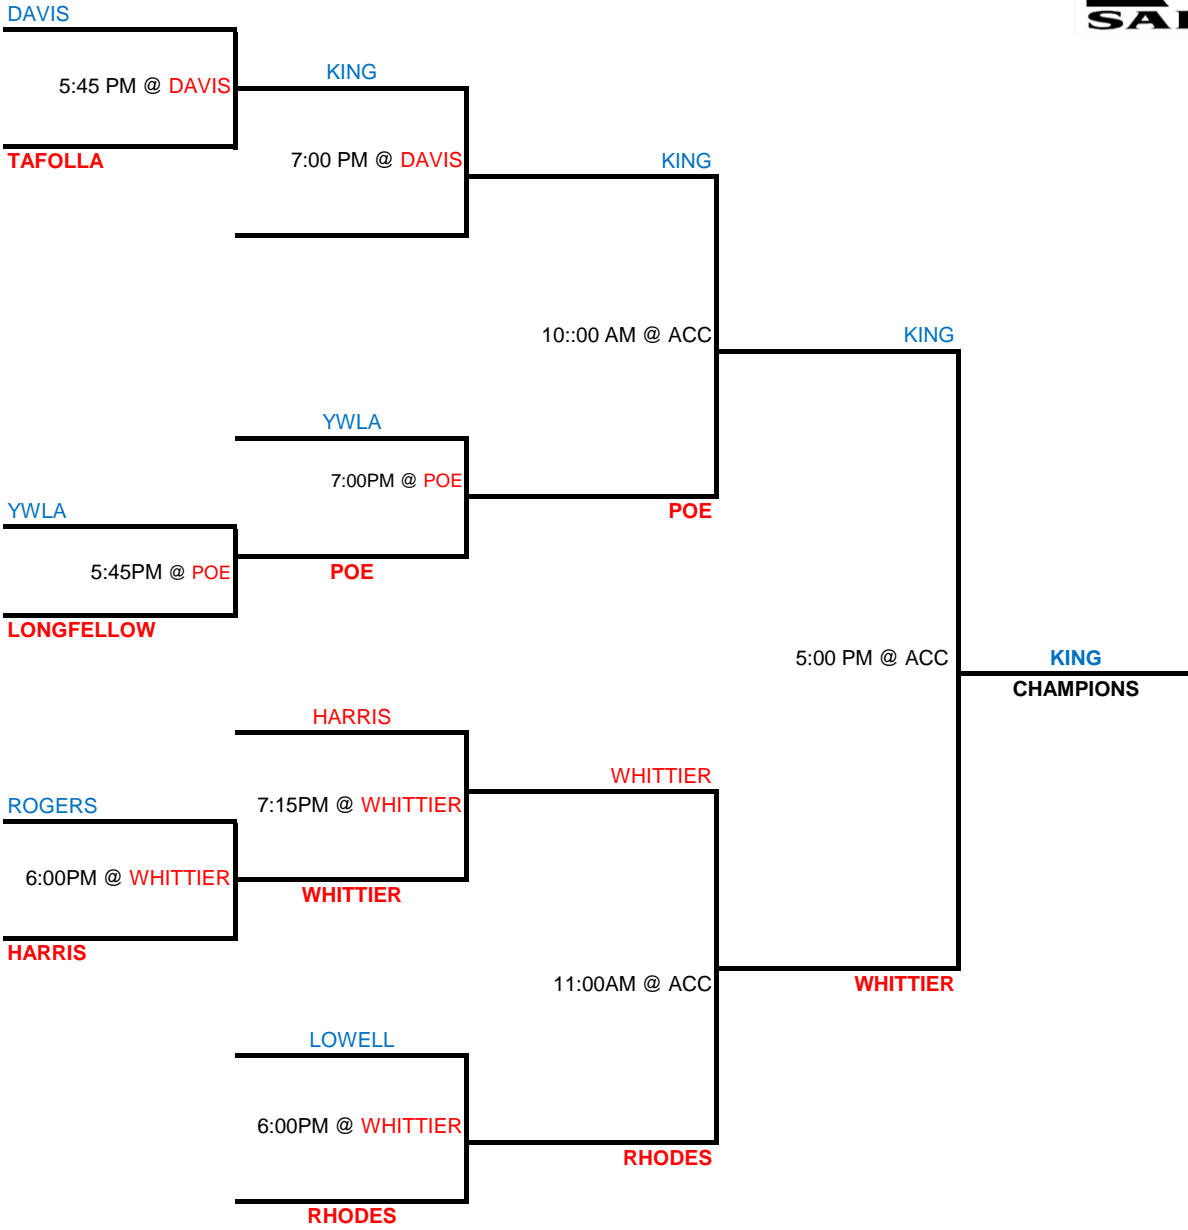 DAVIS
5:45 PM @ DAVIS
KING
TAFOLLA
7:00 PM @ DAVIS
KING
10::00 AM @ ACC
KING
YWLA
7:00PM @ POE
YWLA
POE
5:45PM @ POE
POE
LONGFELLOW
5:00 PM @ ACC
KING
CHAMPIONS
HARRIS
WHITTIER
ROGERS
7:15PM @ WHITTIER
6:00PM @ WHITTIER
WHITTIER
HARRIS
11:00AM @ ACC
WHITTIER
LOWELL
6:00PM @ WHITTIER
RHODES
RHODES